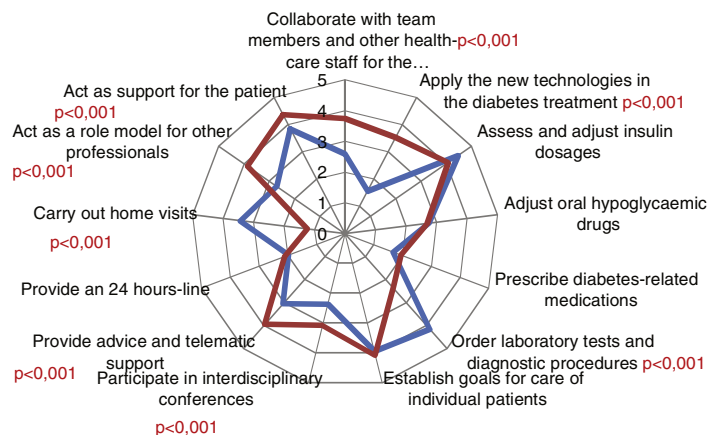 Collaborate with team
members and other health-p<0,001
care staff for the…
Apply the new technologies in
the diabetes treatment p<0,001
Assess and adjust insulin
dosages
Adjust oral hypoglycaemic
drugs
Prescribe diabetes-related
medications
Order laboratory tests and
diagnostic procedures p<0,001
Establish goals for care of
individual patients
Participate in interdisciplinary
conferences
p<0,001
Provide advice and telematic
support
p<0,001
Provide an 24 hours-line
Carry out home visits
p<0,001
Act as a role model for other
professionals
p<0,001
Act as support for the patient
p<0,001
5
4
3
2
1
0